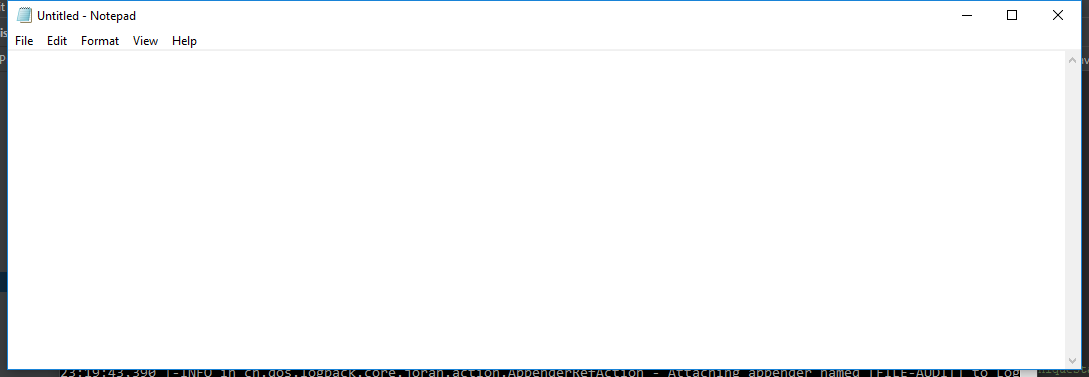 Untitled - Notepad
File Edit Format View Help
23:19:43.390 |-INFO in ch.qos.logback.core.joran.action.AppenderRefAction - Attaching appender named [FILE-AUDIT] to Log